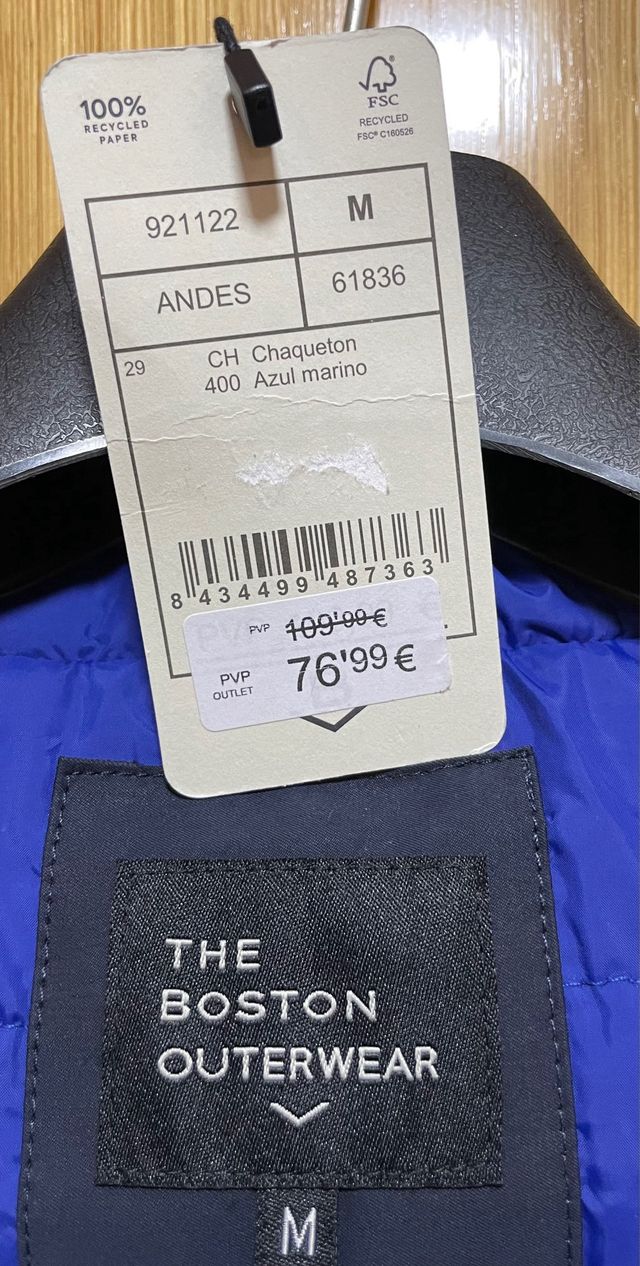 100%
RECYCLED
PAPER
FSC
RECYCLED
FSC® C160526
921122 M
ANDES 61836
29 CH Chaqueton
400 Azul marino
8 434499 487363
PVP 109'99€
PVP OUTLET 76'99€
THE
BOSTON
OUTERWEAR
M